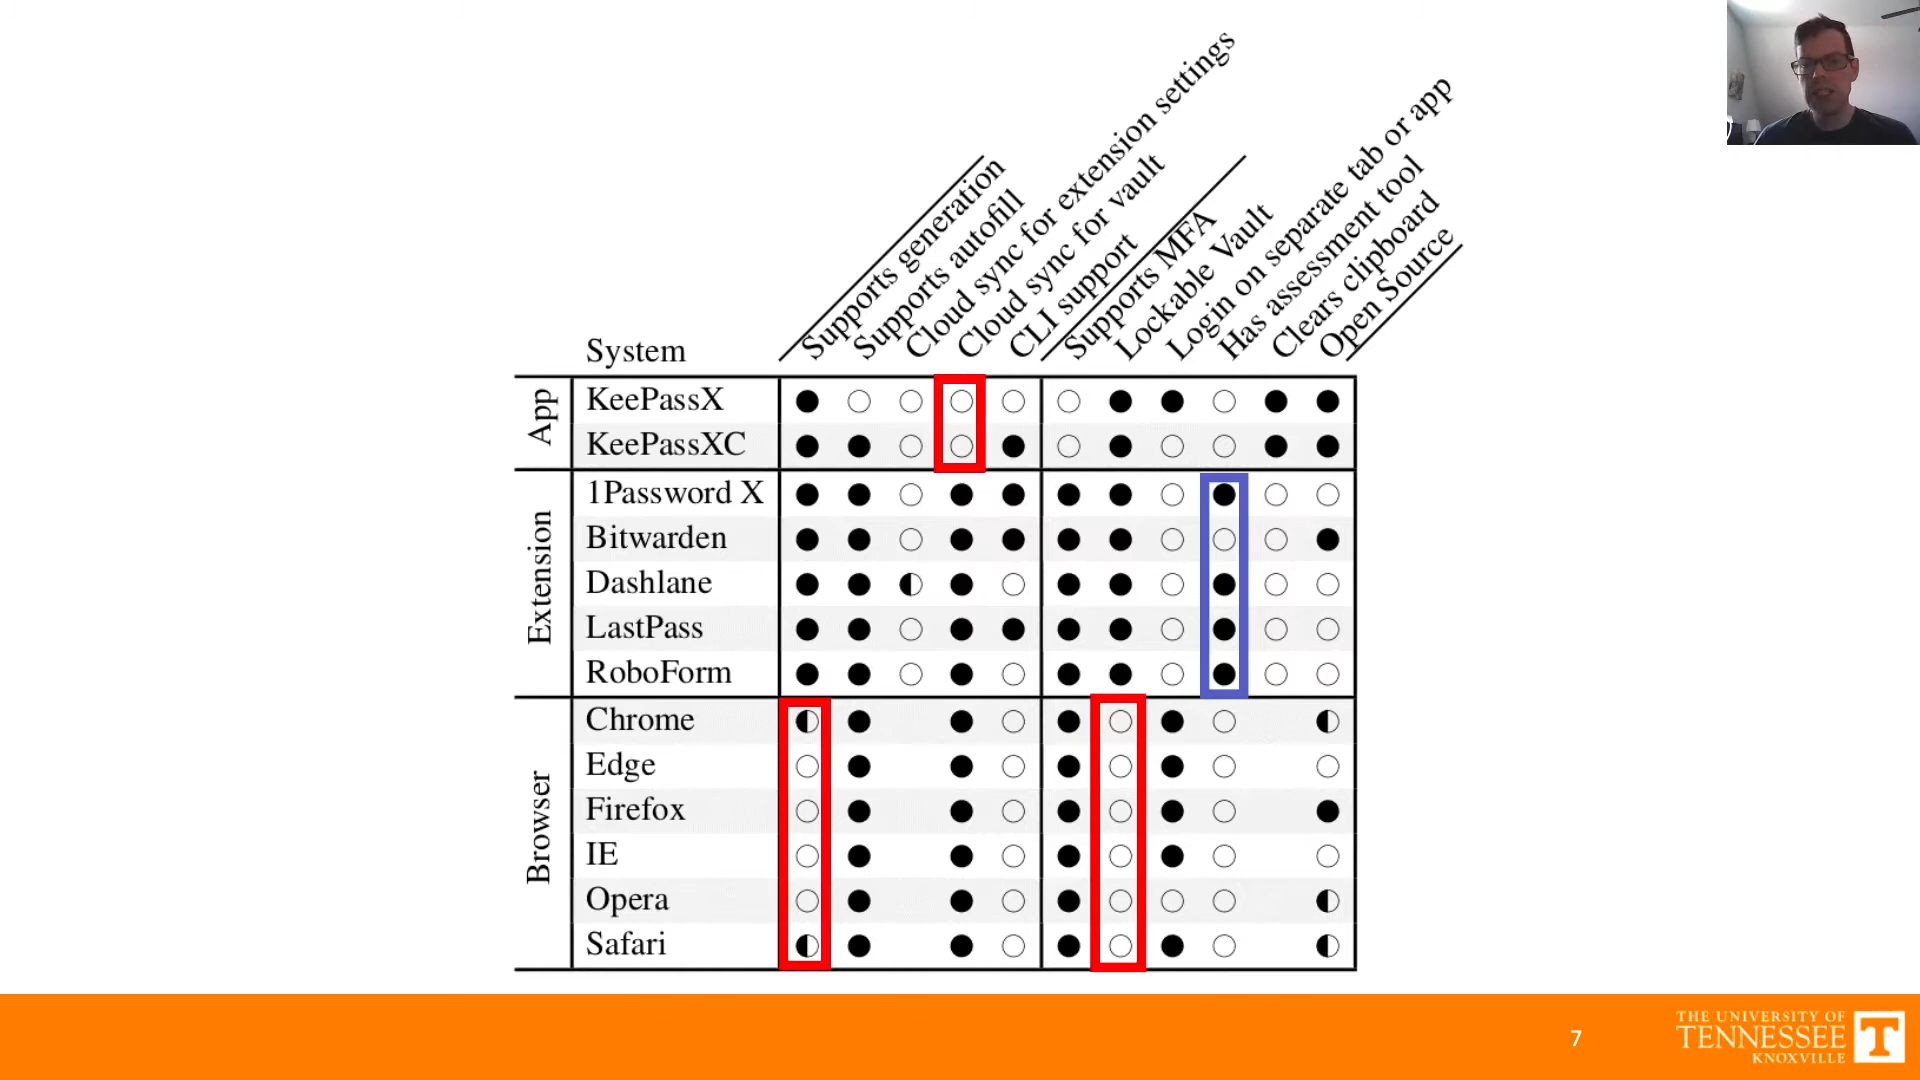 Supports generation
Supports autofill
Cloud sync for extension settings
Cloud sync for vault
CLI support
Supports MFA
Lockable Vault
Login on separate tab or app
Has assessment tool
Clears clipboard
Open Source
System
App
KeePassX
KeePassXC
Extension
1Password X
Bitwarden
Dashlane
LastPass
RoboForm
Browser
Chrome
Edge
Firefox
IE
Opera
Safari
7
THE UNIVERSITY OF
TENNESSEE
KNOXVILLE
T